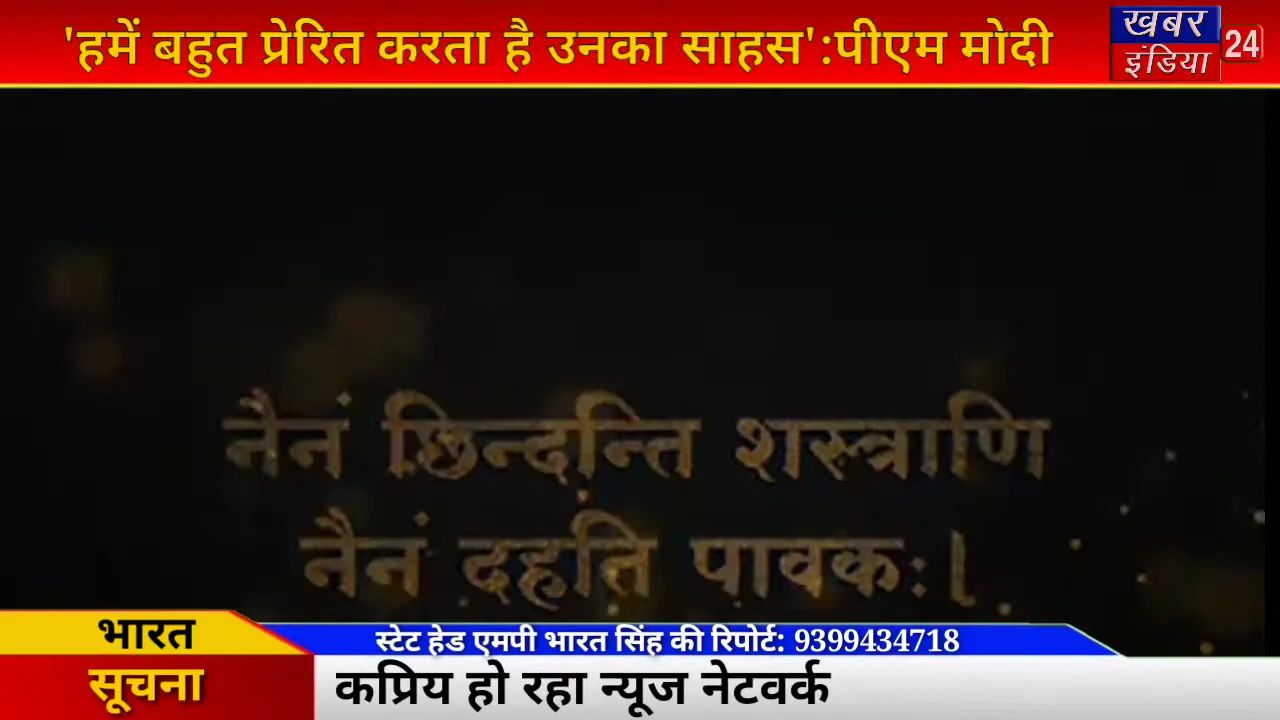 'हमें बहुत प्रेरित करता है उनका साहस':पीएम मोदी
खबर
इंडिया
24
नैनं छिन्दन्ति शस्त्राणि
नैनं दहति पावकः।
भारत
स्टेट हेड एमपी भारत सिंह की रिपोर्ट: 9399434718
सूचना
कप्रिय हो रहा न्यूज नेटवर्क